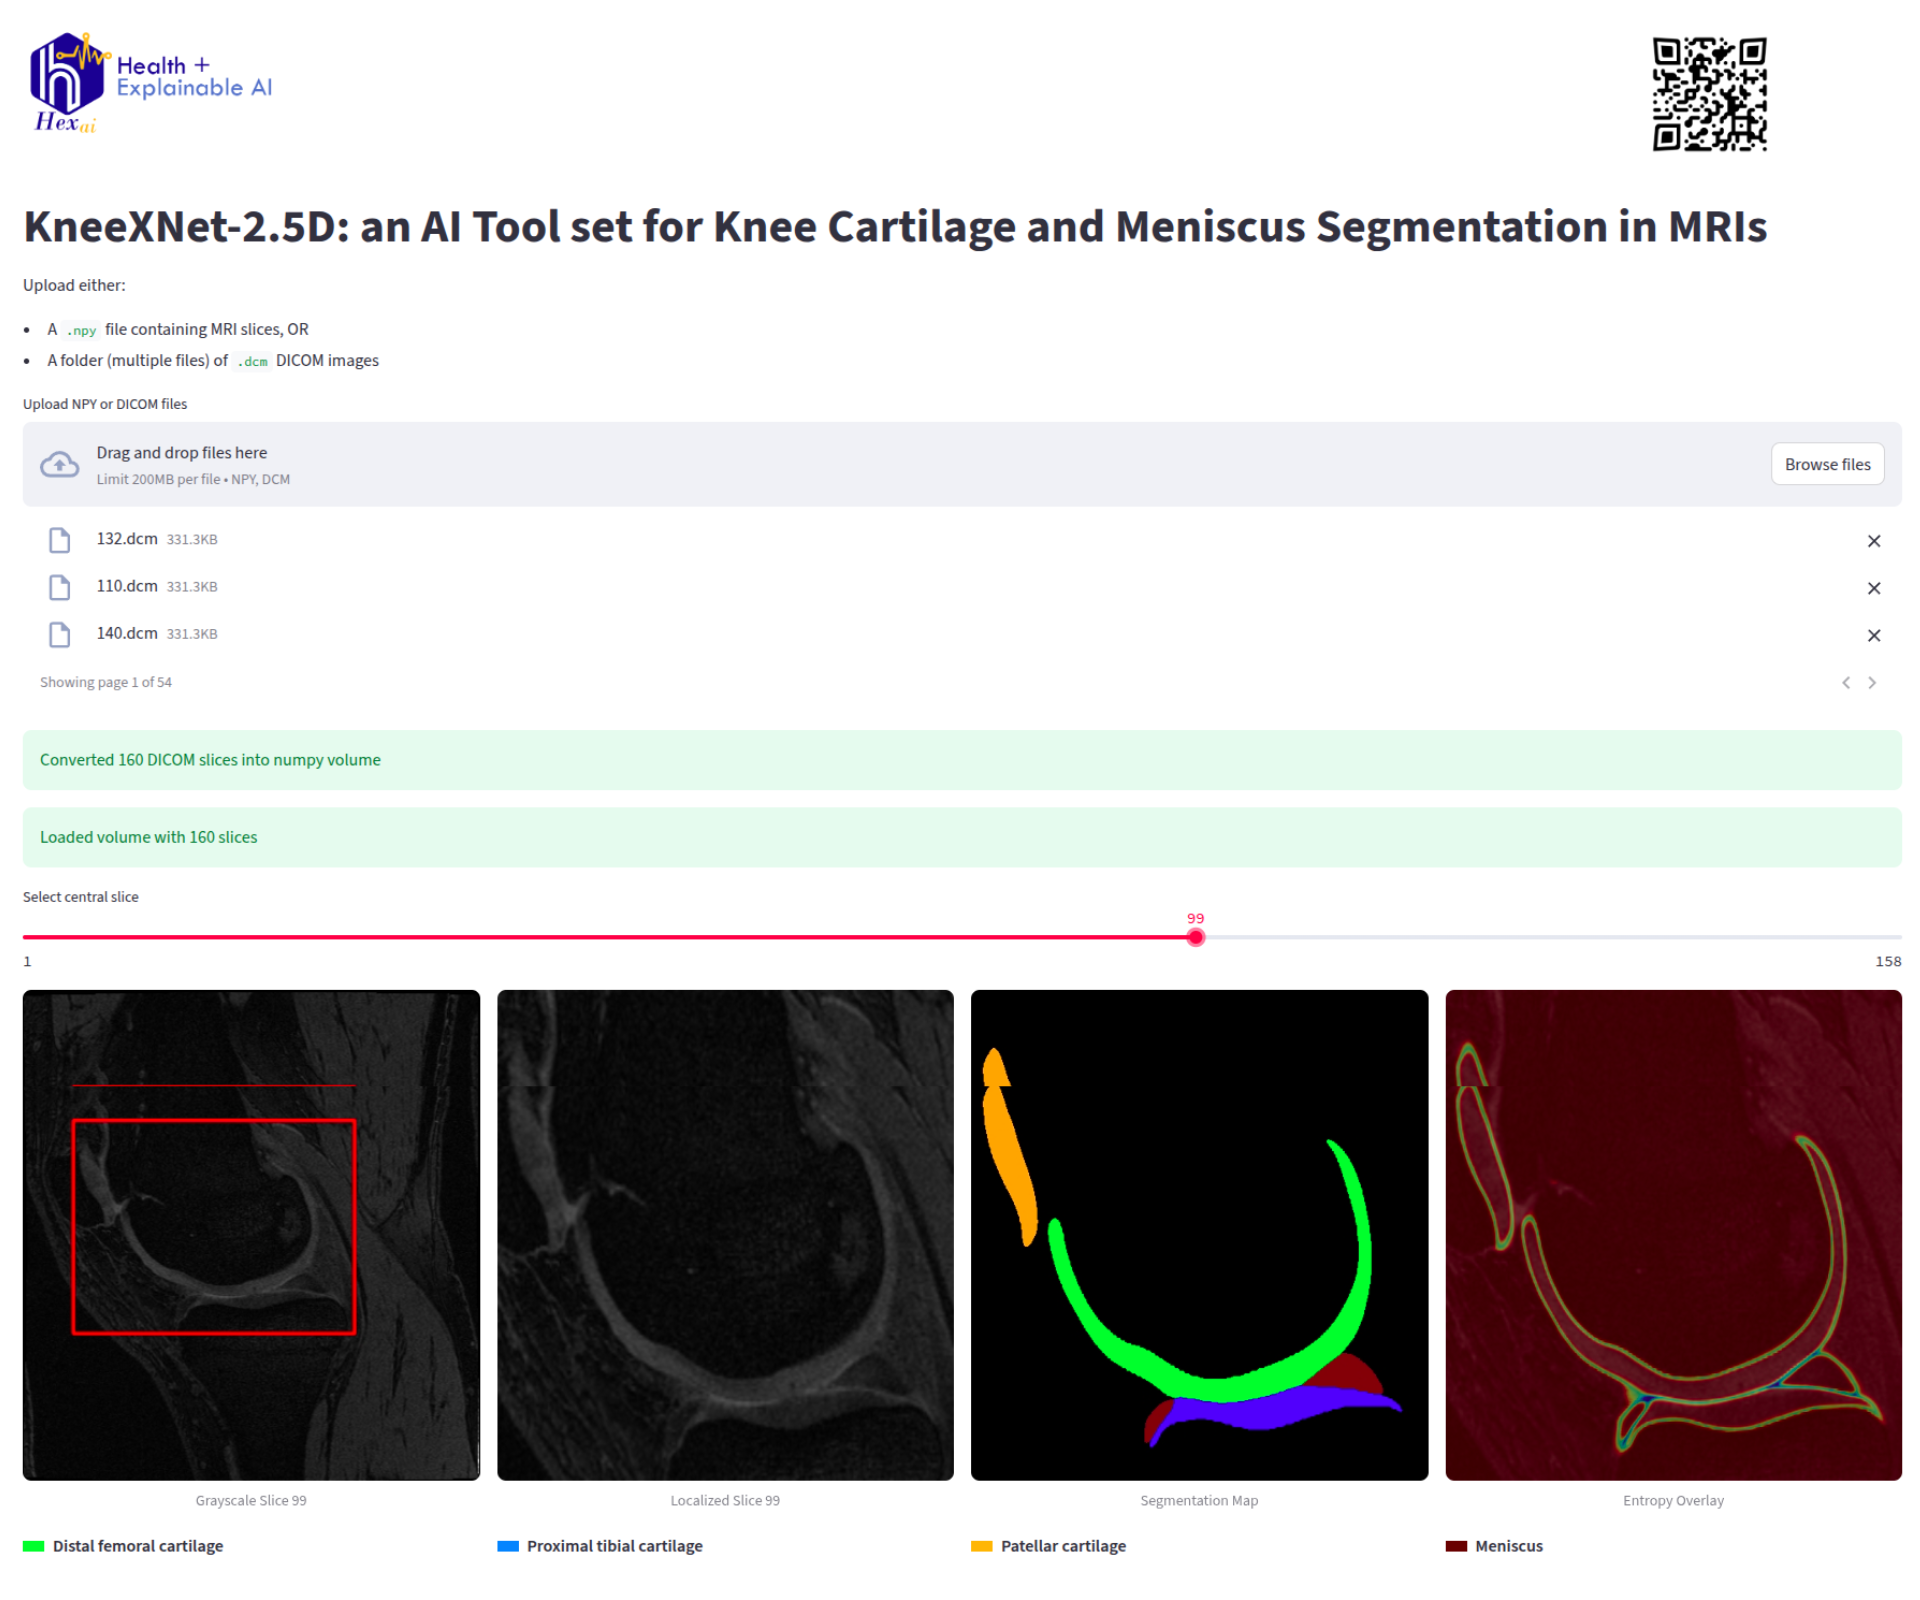 Health +
Explainable AI
Hex ai
KneeXNet-2.5D: an AI Tool set for Knee Cartilage and Meniscus Segmentation in MRIs
Upload either:
• A .npy file containing MRI slices, OR
• A folder (multiple files) of .dcm DICOM images
Upload NPY or DICOM files
Drag and drop files here
Limit 200MB per file • NPY, DCM
Browse files
132.dcm 331.3KB
110.dcm 331.3KB
140.dcm 331.3KB
Showing page 1 of 54
Converted 160 DICOM slices into numpy volume
Loaded volume with 160 slices
Select central slice
99
1 158
Grayscale Slice 99
Localized Slice 99
Segmentation Map
Entropy Overlay
Distal femoral cartilage
Proximal tibial cartilage
Patellar cartilage
Meniscus